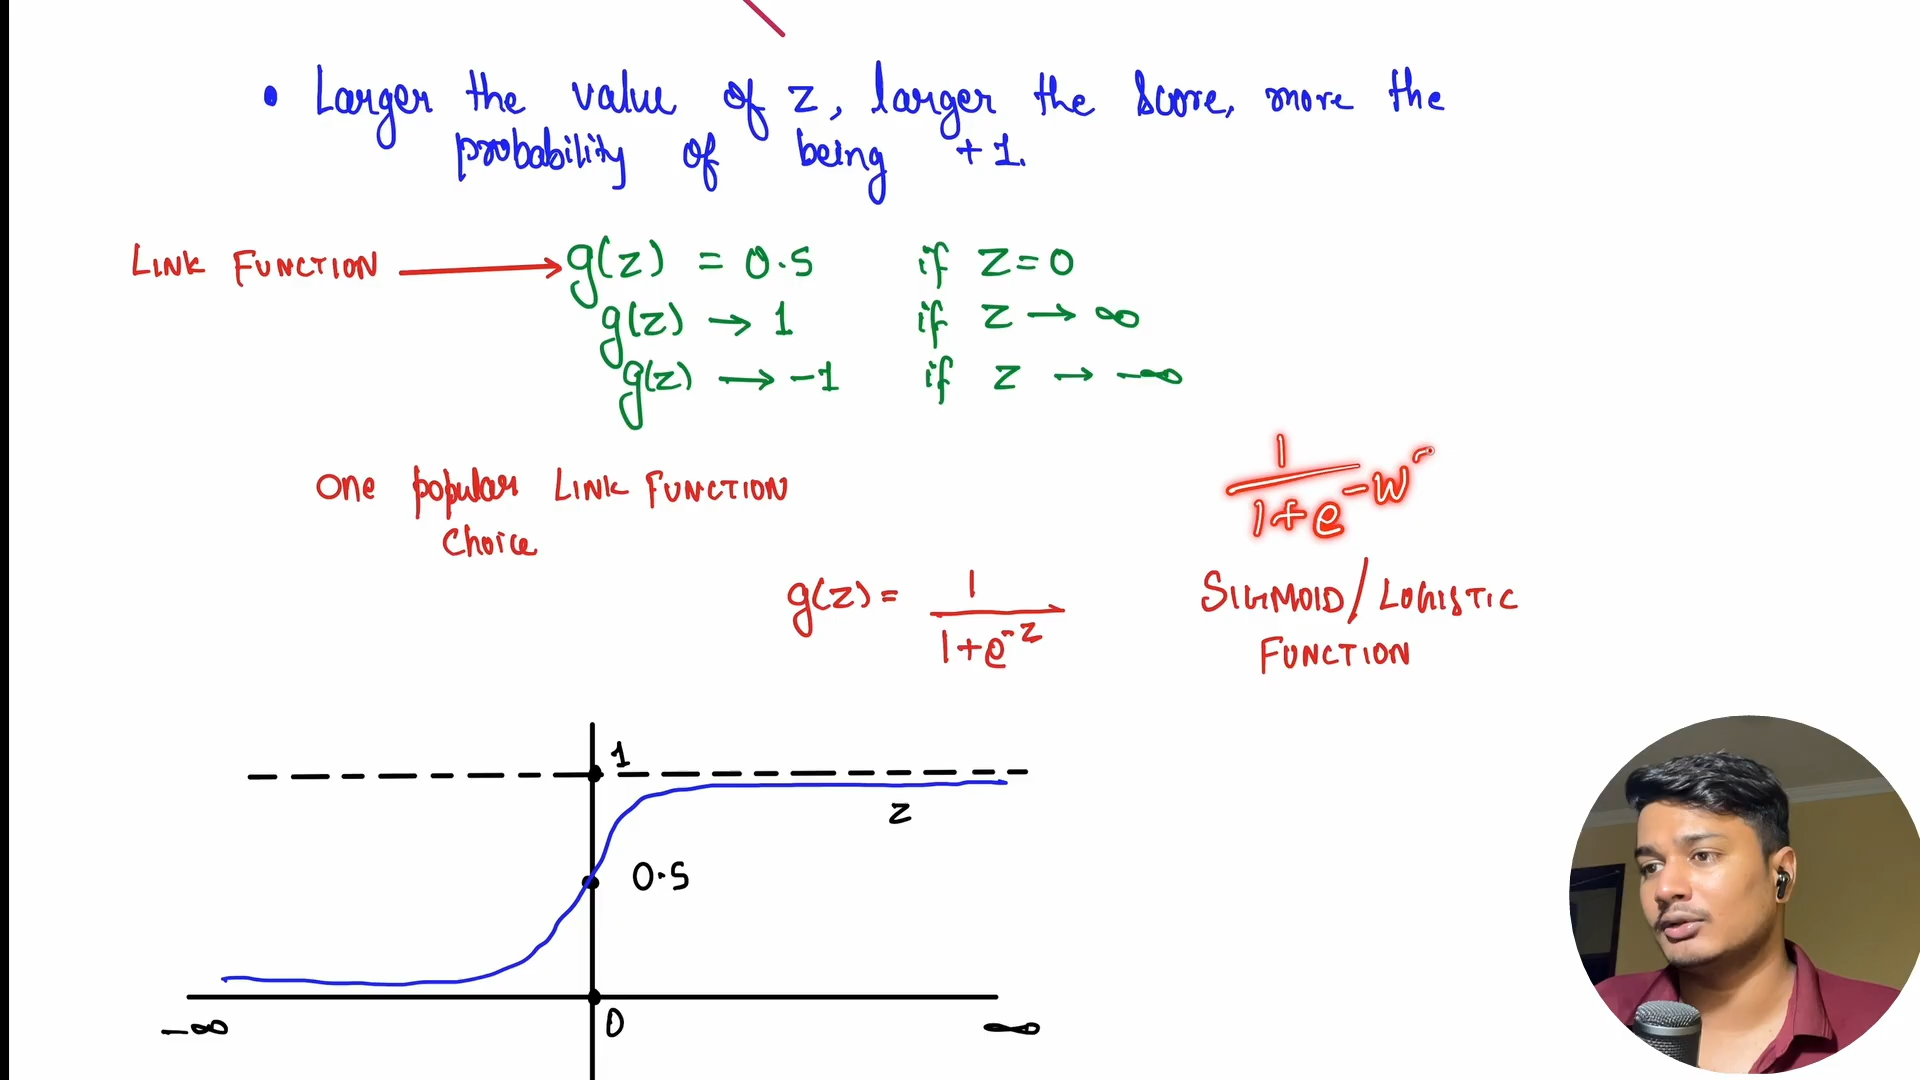 • Larger the value of z, larger the score, more the
probability of being +1.
LINK FUNCTION → g(z) = 0.5 if z=0
g(z) → 1 if z → ∞
g(z) → -1 if z → -∞
1/(1+e^-w
One popular LINK FUNCTION
choice
g(z) = 1/(1+e^-z)
SIGMOID/LOGISTIC
FUNCTION
1
z
0.5
-∞ 0 ∞